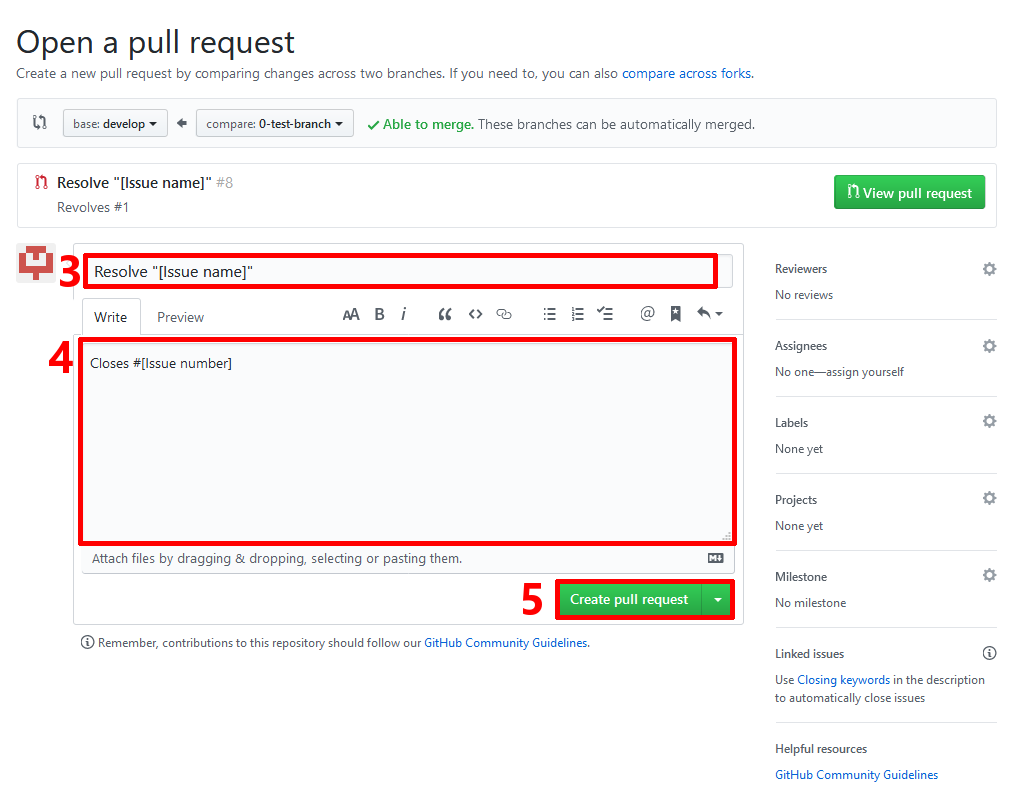 Open a pull request
Create a new pull request by comparing changes across two branches. If you need to, you can also compare across forks.
base: develop compare: 0-test-branch Able to merge. These branches can be automatically merged.
Resolve "[Issue name]" #8
Revolves #1
View pull request
3 Resolve "[Issue name]"
Write Preview AA B i @
4 Closes #[Issue number]
Attach files by dragging & dropping, selecting or pasting them.
5 Create pull request
Remember, contributions to this repository should follow our GitHub Community Guidelines.
Reviewers
No reviews
Assignees
No one—assign yourself
Labels
None yet
Projects
None yet
Milestone
No milestone
Linked issues
Use Closing keywords in the description
to automatically close issues
Helpful resources
GitHub Community Guidelines